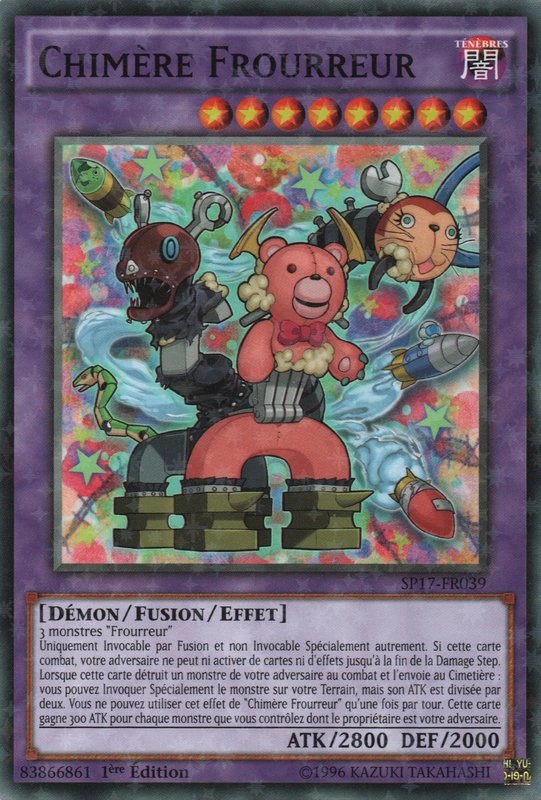 CHIMÈRE FROURREUR
TÉNÈBRES
闇
SP17-FR039
[DÉMON/FUSION/EFFET]
3 monstres "Frourreur"
Uniquement Invocable par Fusion et non Invocable Spécialement autrement. Si cette carte
combat, votre adversaire ne peut ni activer de cartes ni d'effets jusqu'à la fin de la Damage Step.
Lorsque cette carte détruit un monstre de votre adversaire au combat et l'envoie au Cimetière :
vous pouvez Invoquer Spécialement le monstre sur votre Terrain, mais son ATK est divisée par
deux. Vous ne pouvez utiliser cet effet de "Chimère Frourreur" qu'une fois par tour. Cette carte
gagne 300 ATK pour chaque monstre que vous contrôlez dont le propriétaire est votre adversaire.
ATK/2800 DEF/2000
83866861 1ère Édition ©1996 KAZUKI TAKAHASHI